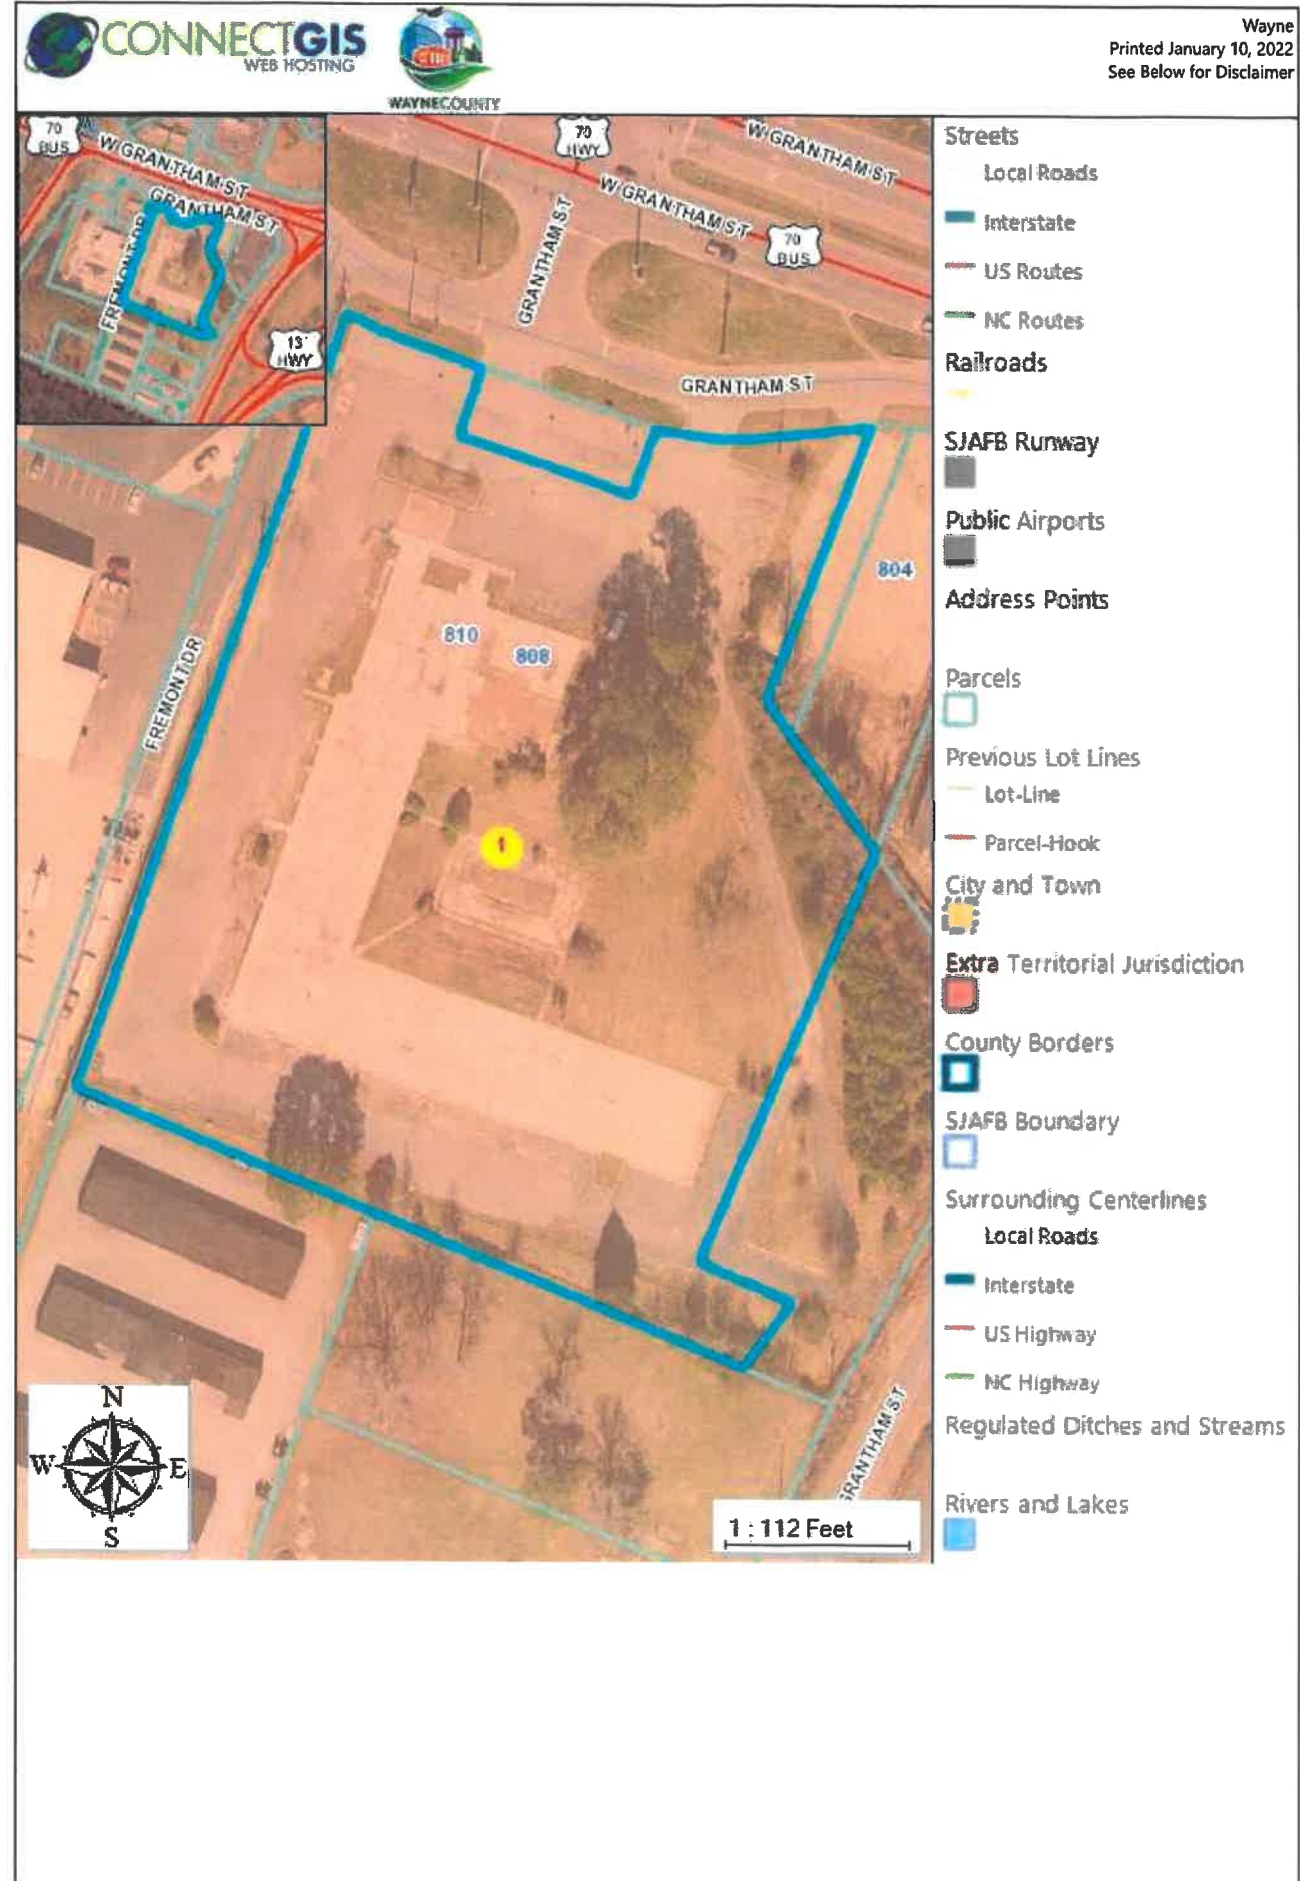 CONNECTGIS
WEB HOSTING
WAYNECOUNTY
Wayne
Printed January 10, 2022
See Below for Disclaimer
70
BUS
W GRANTHAM ST
GRANTHAM ST
FREMONT DR
13
HWY
70
HWY
W GRANTHAM ST
W GRANTHAM ST
70
BUS
GRANTHAM ST
GRANTHAM ST
804
810
808
FREMONT DR
1
GRANTHAM ST
N
W
E
S
1 : 112 Feet
Streets
Local Roads
Interstate
US Routes
NC Routes
Railroads
SJAFB Runway
Public Airports
Address Points
Parcels
Previous Lot Lines
Lot-Line
Parcel-Hook
City and Town
Extra Territorial Jurisdiction
County Borders
SJAFB Boundary
Surrounding Centerlines
Local Roads
Interstate
US Highway
NC Highway
Regulated Ditches and Streams
Rivers and Lakes